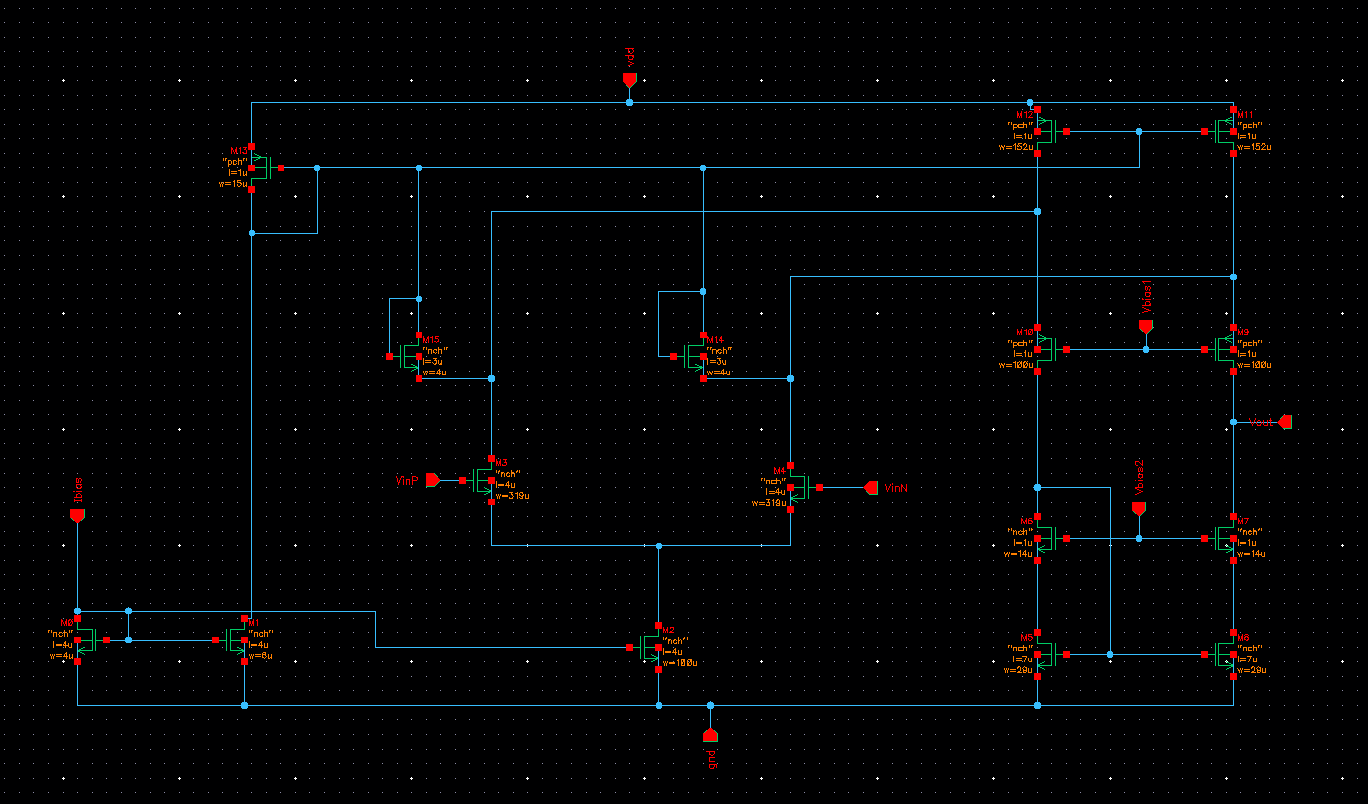 vdd
M12
"pch"
l=1u
w=152u
M11
"pch"
l=1u
w=152u
M13
"pch"
l=1u
w=15u
Vbias1
M15
"nch"
l=3u
w=4u
M14
"nch"
l=3u
w=4u
M10
"pch"
l=1u
w=100u
M9
"pch"
l=1u
w=100u
Vout
M3
"nch"
l=4u
w=319u
VinP
M4
"nch"
l=4u
w=319u
VinN
Ibias
Vbias2
M6
"nch"
l=1u
w=14u
M7
"nch"
l=1u
w=14u
M0
"nch"
l=4u
w=4u
M1
"nch"
l=4u
w=6u
M2
"nch"
l=4u
w=100u
M5
"nch"
l=7u
w=29u
M8
"nch"
l=7u
w=29u
gnd